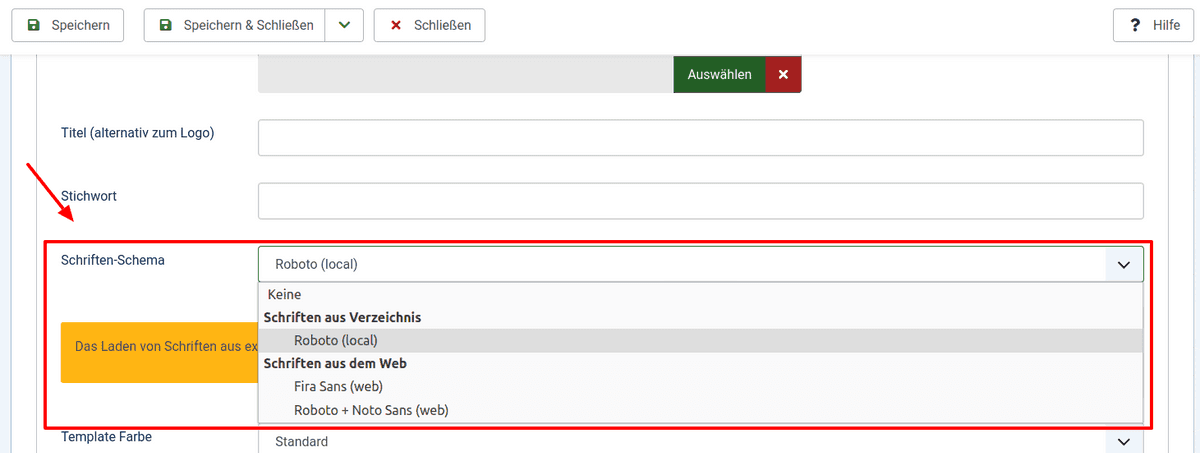 Speichern
Speichern & Schließen
Schließen
Hilfe
Auswählen
Titel (alternativ zum Logo)
Stichwort
Schriften-Schema
Roboto (local)
Keine
Schriften aus Verzeichnis
Das Laden von Schriften aus
Roboto (local)
Schriften aus dem Web
Fira Sans (web)
Roboto + Noto Sans (web)
Template Farbe
Standard